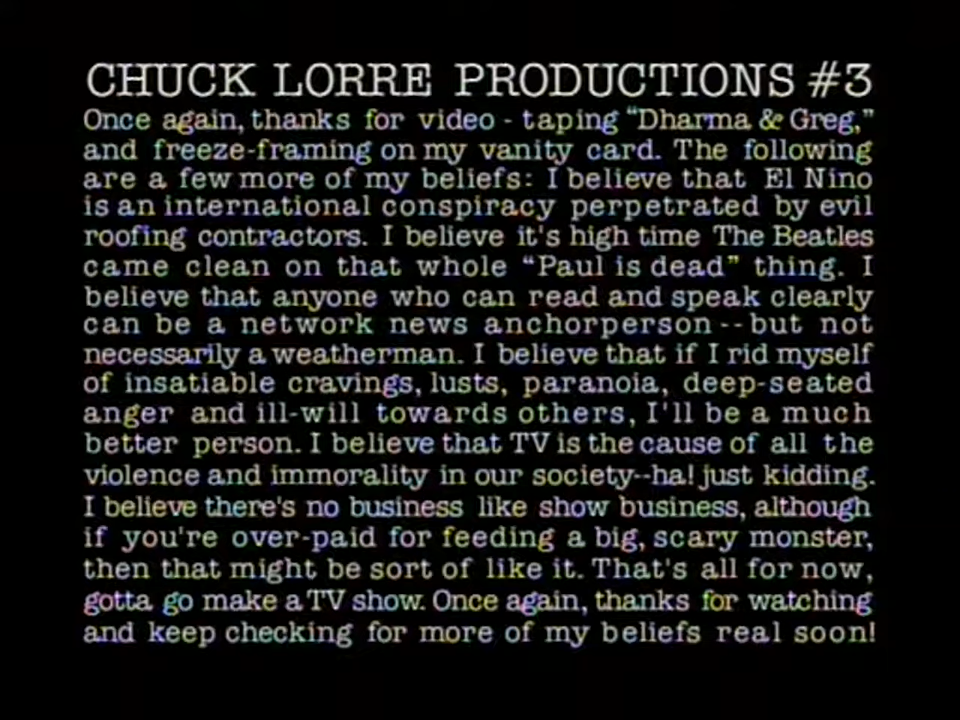 CHUCK LORRE PRODUCTIONS #3
Once again, thanks for video - taping “Dharma & Greg,”
and freeze-framing on my vanity card. The following
are a few more of my beliefs: I believe that El Nino
is an international conspiracy perpetrated by evil
roofing contractors. I believe it's high time The Beatles
came clean on that whole “Paul is dead” thing. I
believe that anyone who can read and speak clearly
can be a network news anchorperson--but not
necessarily a weatherman. I believe that if I rid myself
of insatiable cravings, lusts, paranoia, deep-seated
anger and ill-will towards others, I'll be a much
better person. I believe that TV is the cause of all the
violence and immorality in our society--ha! just kidding.
I believe there's no business like show business, although
if you're over-paid for feeding a big, scary monster,
then that might be sort of like it. That's all for now,
gotta go make a TV show. Once again, thanks for watching
and keep checking for more of my beliefs real soon!